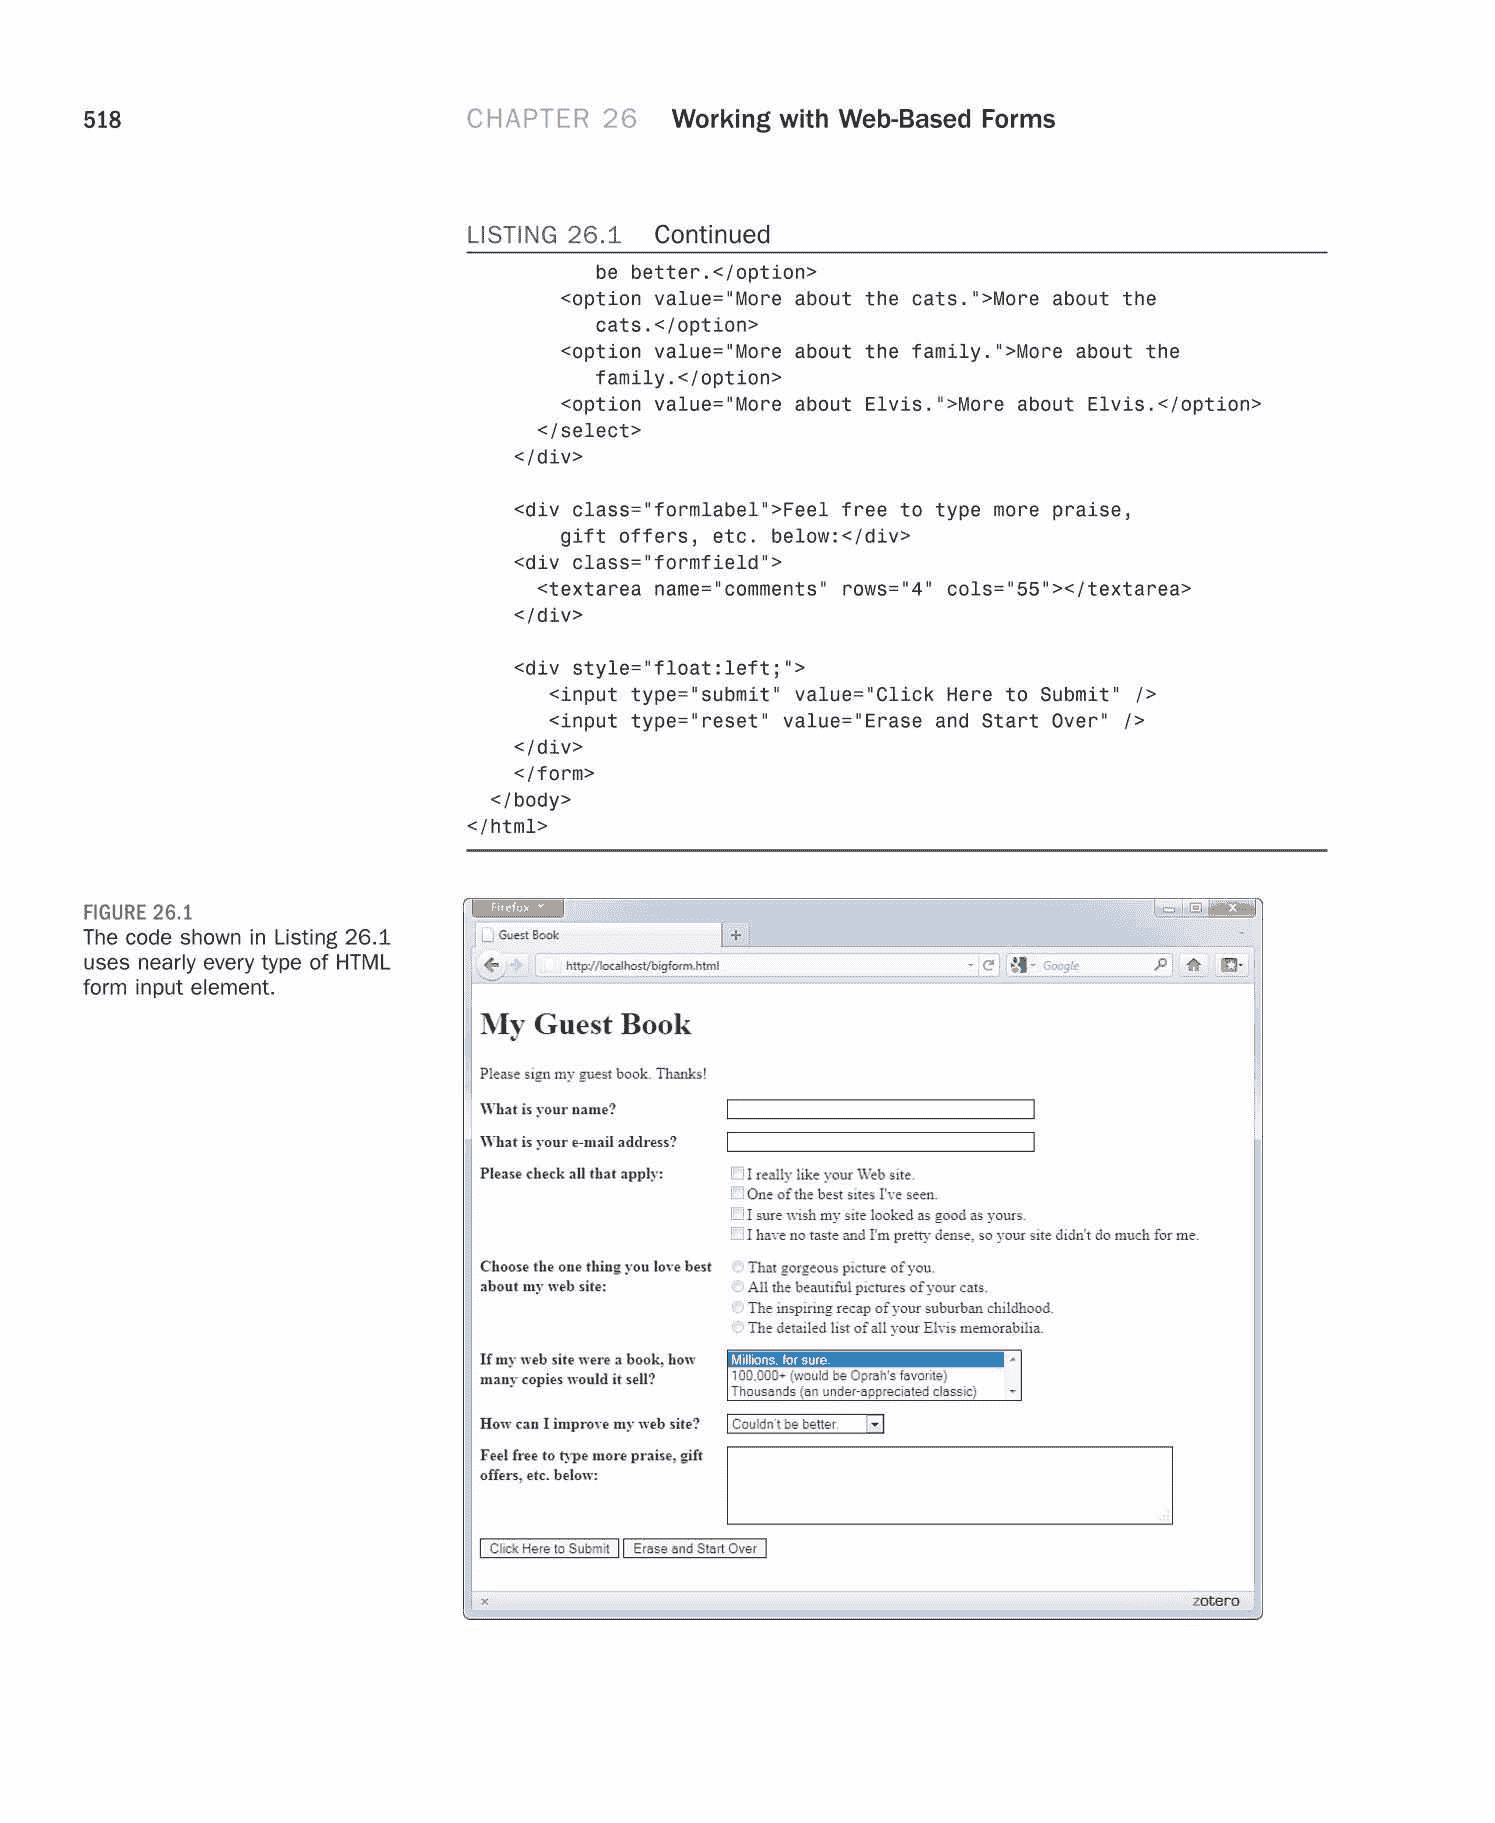 518
CHAPTER 26 Working with Web-Based Forms
LISTING 26.1 Continued
be better.</option>
<option value="More about the cats.">More about the
cats.</option>
<option value="More about the family.">More about the
family.</option>
<option value="More about Elvis.">More about Elvis.</option>
</select>
</div>
<div class="formlabel">Feel free to type more praise,
gift offers, etc. below:</div>
<div class="formfield">
<textarea name="comments" rows="4" cols="55"></textarea>
</div>
<div style="float:left;">
<input type="submit" value="Click Here to Submit" />
<input type="reset" value="Erase and Start Over" />
</div>
</form>
</body>
</html>
FIGURE 26.1
The code shown in Listing 26.1
uses nearly every type of HTML
form input element.
Firefox
Guest Book
http://localhost/bigform.html
Google
My Guest Book
Please sign my guest book. Thanks!
What is your name?
What is your e-mail address?
Please check all that apply:
I really like your Web site.
One of the best sites I've seen.
I sure wish my site looked as good as yours.
I have no taste and I'm pretty dense, so your site didn't do much for me.
Choose the one thing you love best
about my web site:
That gorgeous picture of you.
All the beautiful pictures of your cats.
The inspiring recap of your suburban childhood.
The detailed list of all your Elvis memorabilia.
If my web site were a book, how
many copies would it sell?
Millions, for sure.
100,000+ (would be Oprah's favorite)
Thousands (an under-appreciated classic)
How can I improve my web site?
Couldn't be better.
Feel free to type more praise, gift
offers, etc. below:
Click Here to Submit
Erase and Start Over
zotero